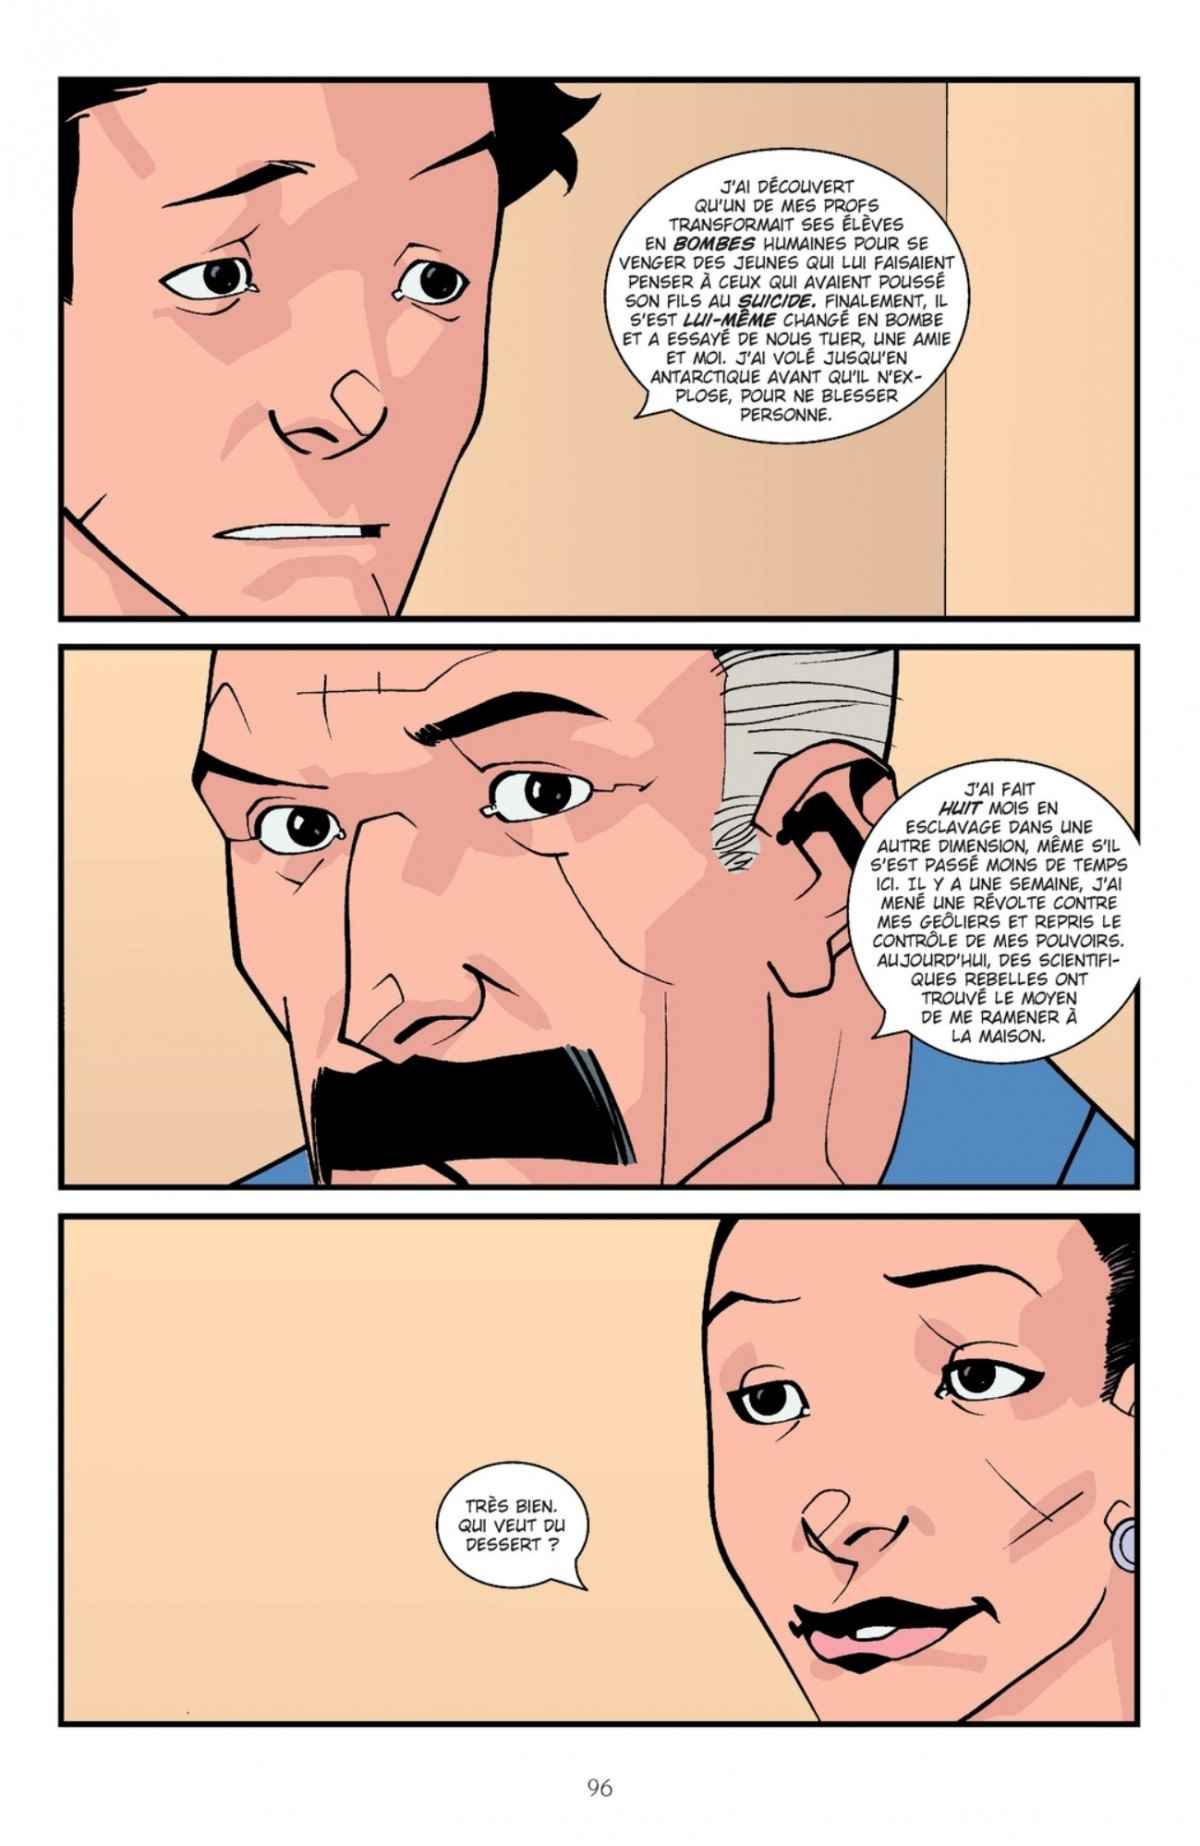 J'AI DÉCOUVERT
QU'UN DE MES PROFS
TRANSFORMAIT SES ÉLÈVES
EN BOMBES HUMAINES POUR SE
VENGER DES JEUNES QUI LUI FAISAIENT
PENSER À CEUX QUI AVAIENT POUSSÉ
SON FILS AU SUICIDE. FINALEMENT, IL
S'EST LUI-MÊME CHANGÉ EN BOMBE
ET A ESSAYÉ DE NOUS TUER, UNE AMIE
ET MOI. J'AI VOLÉ JUSQU'EN
ANTARCTIQUE AVANT QU'IL N'EX-
PLOSE, POUR NE BLESSER
PERSONNE.
J'AI FAIT
HUIT MOIS EN
ESCLAVAGE DANS UNE
AUTRE DIMENSION, MÊME S'IL
S'EST PASSÉ MOINS DE TEMPS
ICI. IL Y A UNE SEMAINE, J'AI
MENÉ UNE RÉVOLTE CONTRE
MES GEÔLIERS ET REPRIS LE
CONTRÔLE DE MES POUVOIRS.
AUJOURD'HUI, DES SCIENTIFI-
QUES REBELLES ONT
TROUVÉ LE MOYEN
DE ME RAMENER À
LA MAISON.
TRÈS BIEN.
QUI VEUT DU
DESSERT ?
96